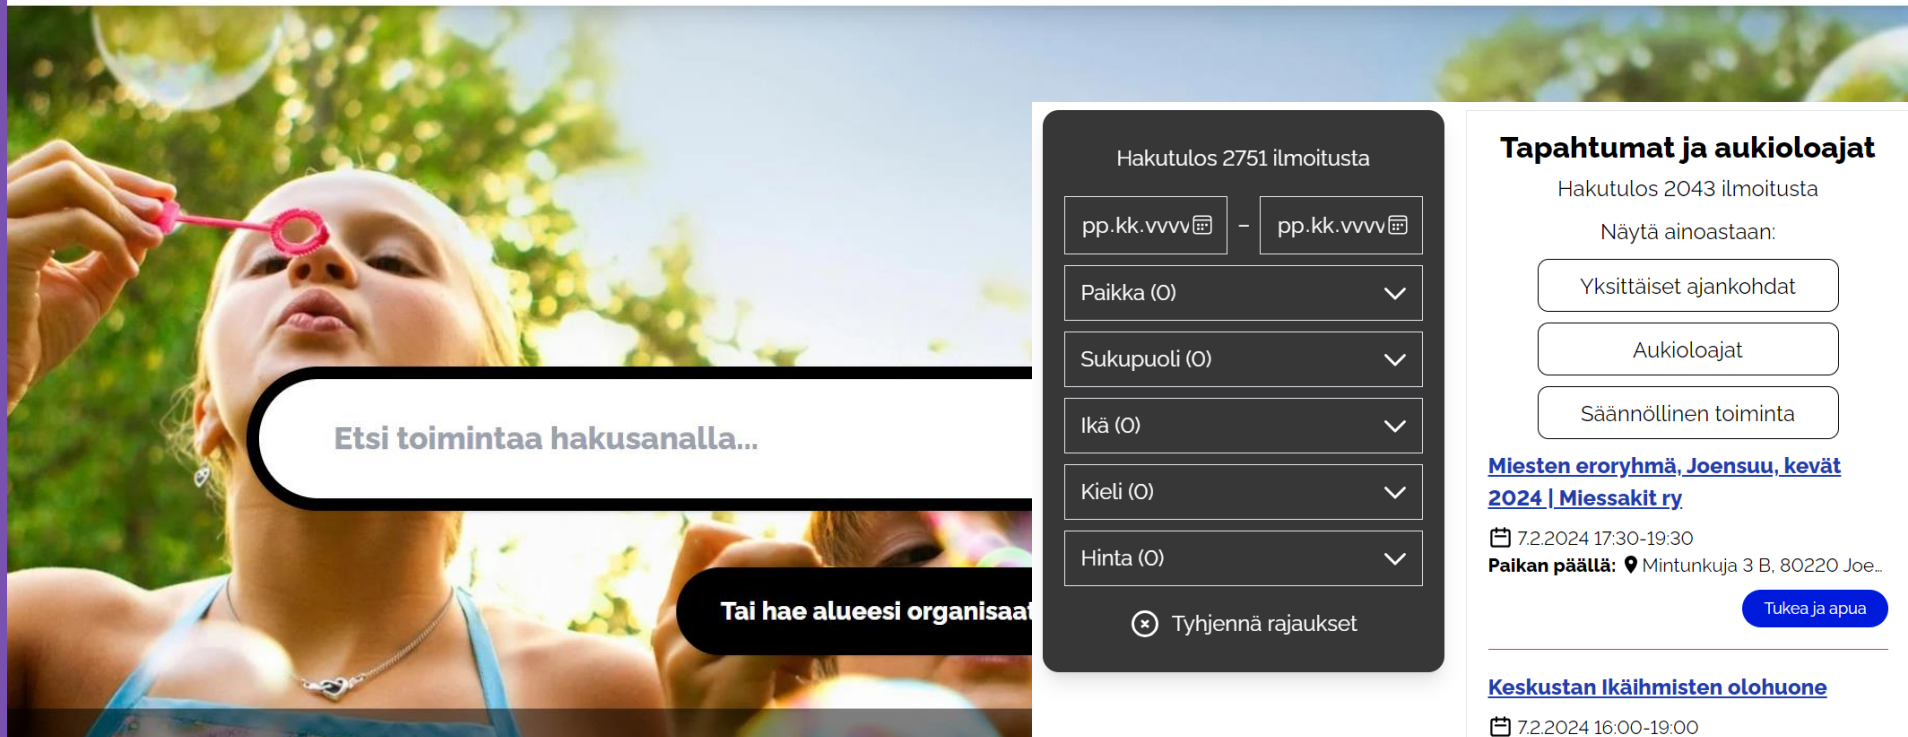 Etsi toimintaa hakusanalla...
Tai hae alueesi
Hakutulos 2751 ilmoitusta
pp.kk.vvvv – pp.kk.vvvv
Paikka (0)
Sukupuoli (0)
Ikä (0)
Kieli (0)
Hinta (0)
Tyhjennä rajaukset
Tapahtumat ja aukioloajat
Hakutulos 2043 ilmoitusta
Näytä ainoastaan:
Yksittäiset ajankohdat
Aukioloajat
Säännöllinen toiminta
Miesten eroryhmä, Joensuu, kevät
2024 | Miessakit ry
7.2.2024 17:30-19:30
Paikan päällä: Mintunkuja 3 B, 80220 Joe...
Tukea ja apua
Keskustan Ikäihmisten olohuone
7.2.2024 16:00-19:00